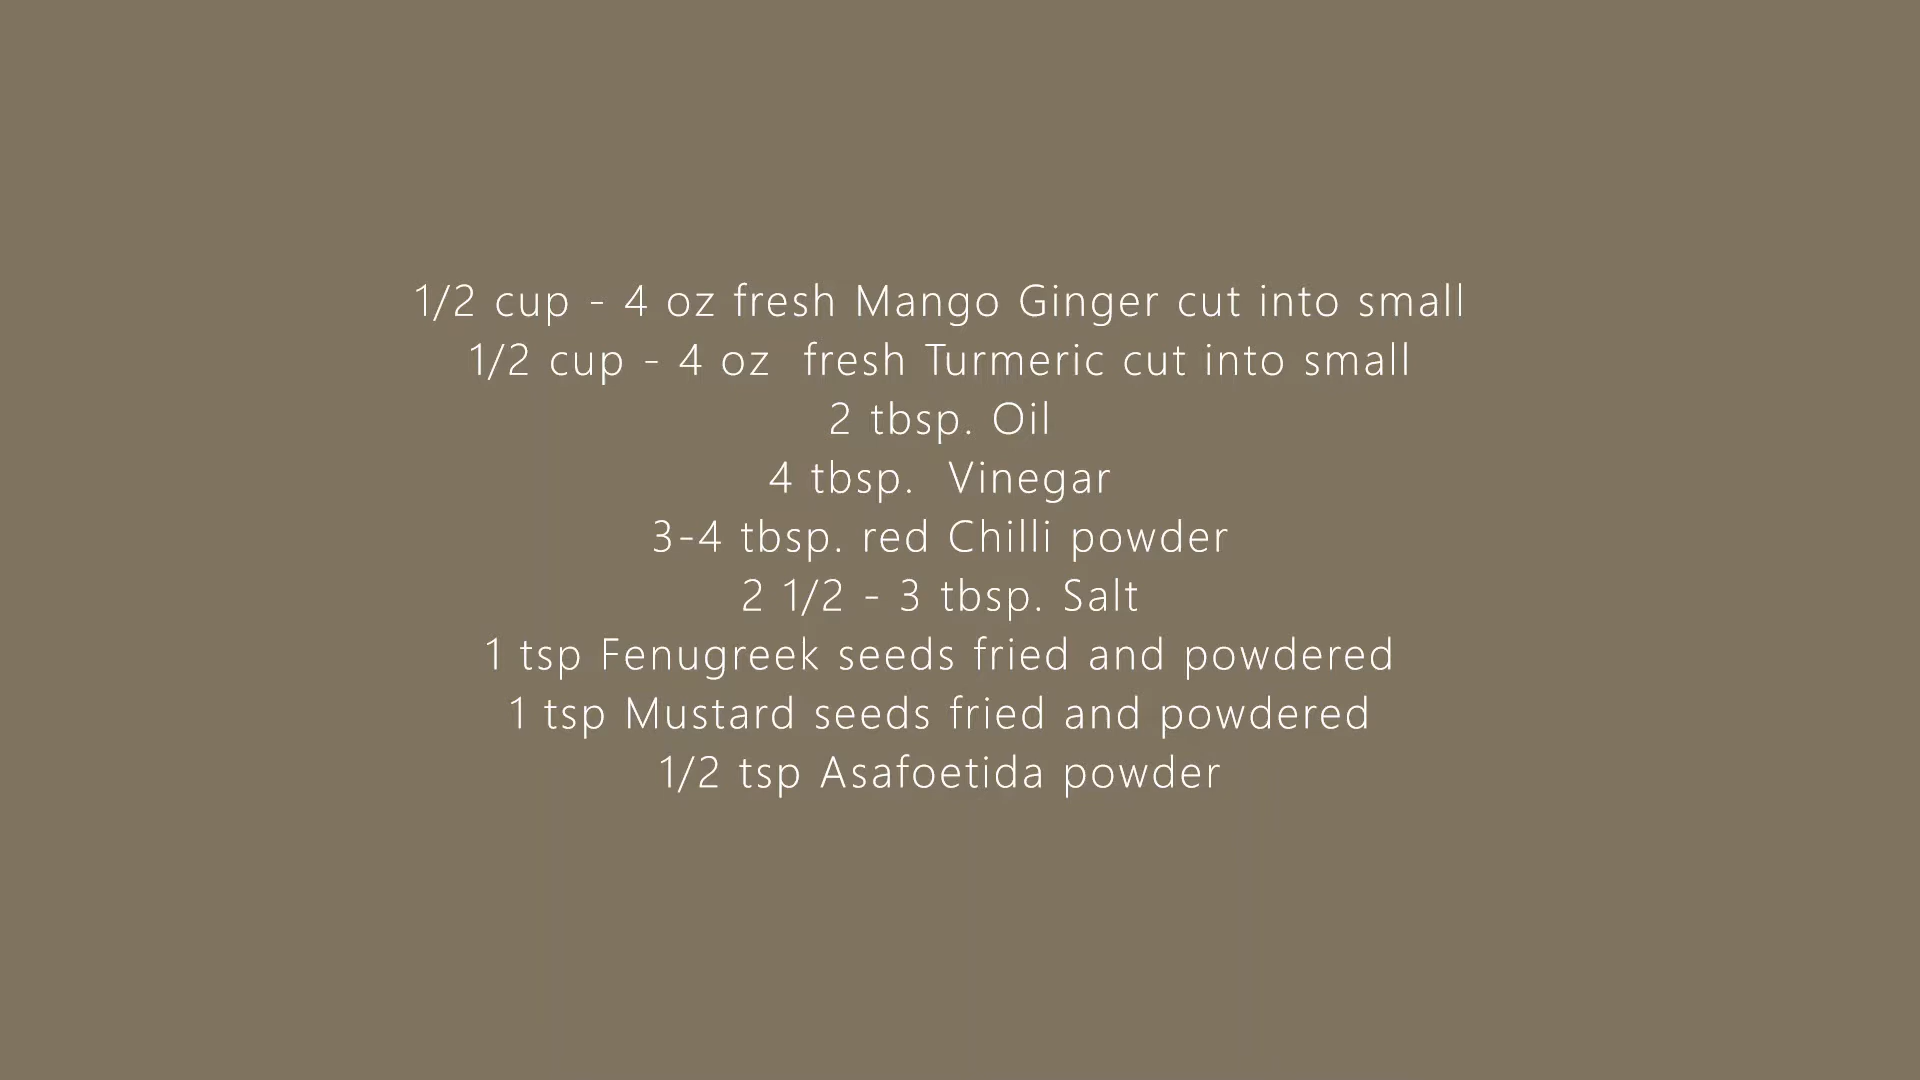 1/2 cup - 4 oz fresh Mango Ginger cut into small
1/2 cup - 4 oz  fresh Turmeric cut into small
2 tbsp. Oil
4 tbsp.  Vinegar
3-4 tbsp. red Chilli powder
2 1/2 - 3 tbsp. Salt
1 tsp Fenugreek seeds fried and powdered
1 tsp Mustard seeds fried and powdered
1/2 tsp Asafoetida powder